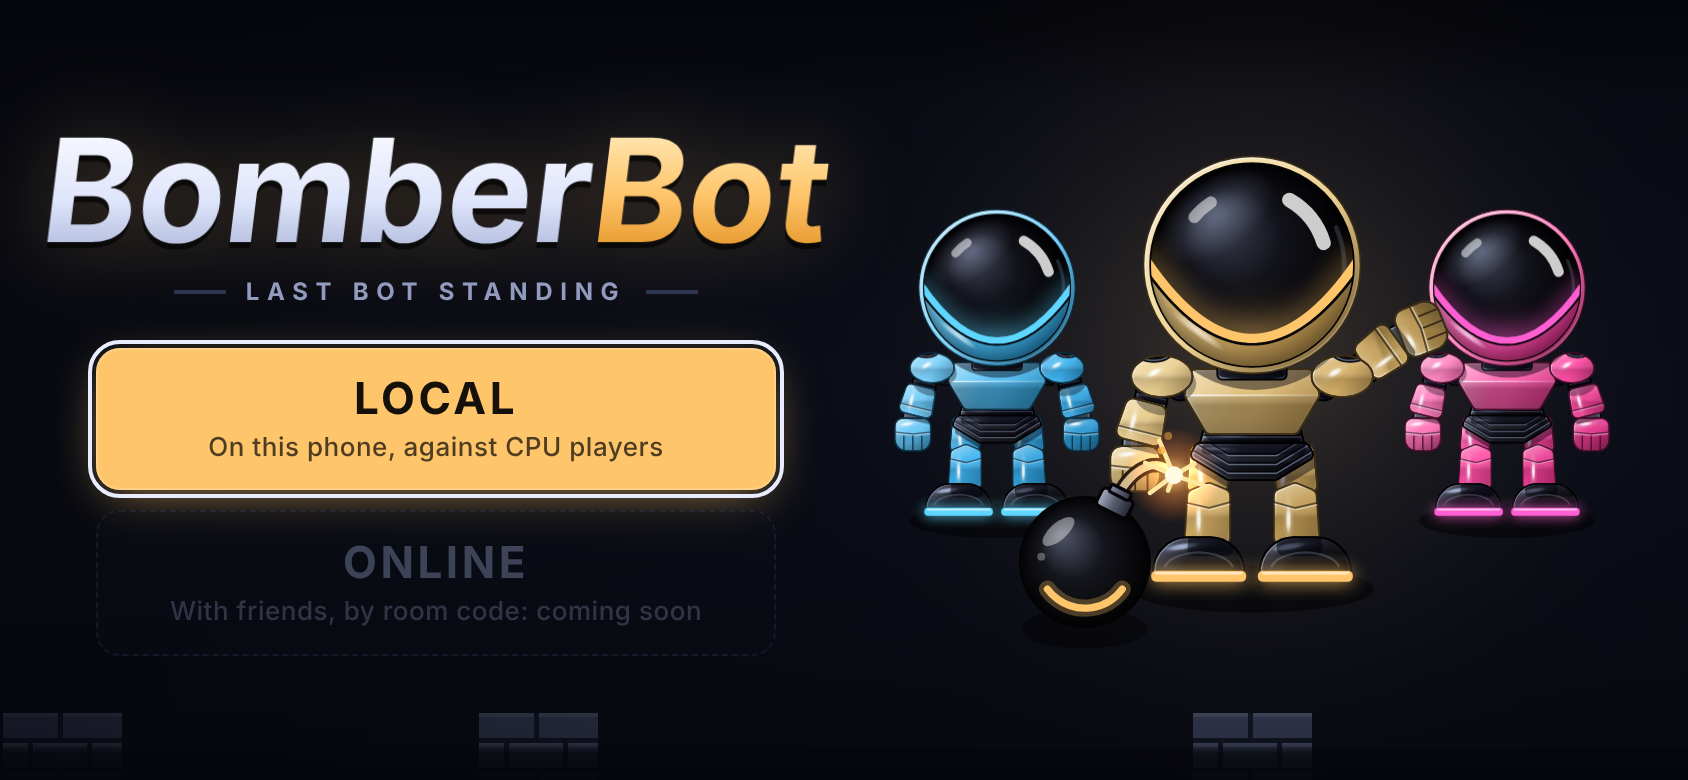 BomberBot
LAST BOT STANDING
LOCAL
On this phone, against CPU players
ONLINE
With friends, by room code: coming soon